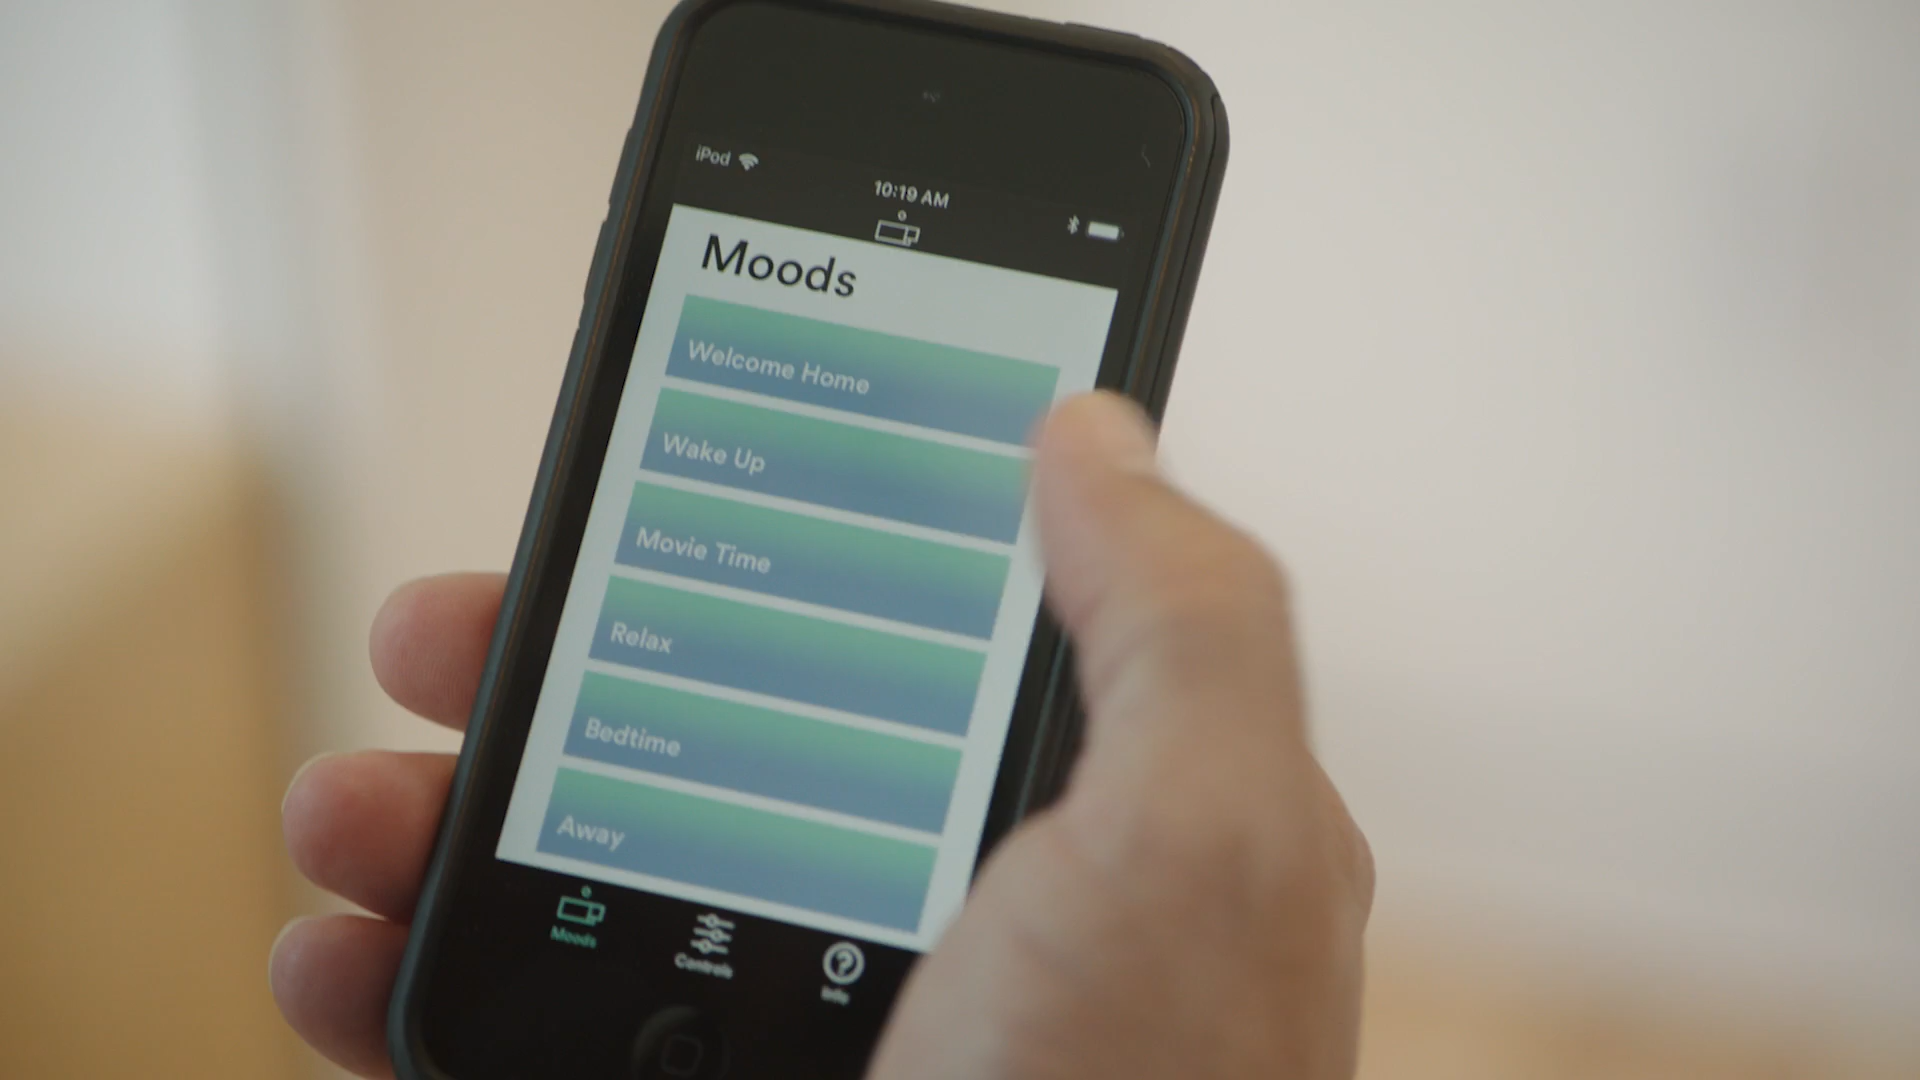 iPod
10:19 AM
Moods
Welcome Home
Wake Up
Movie Time
Relax
Bedtime
Away
Moods
Controls
Info